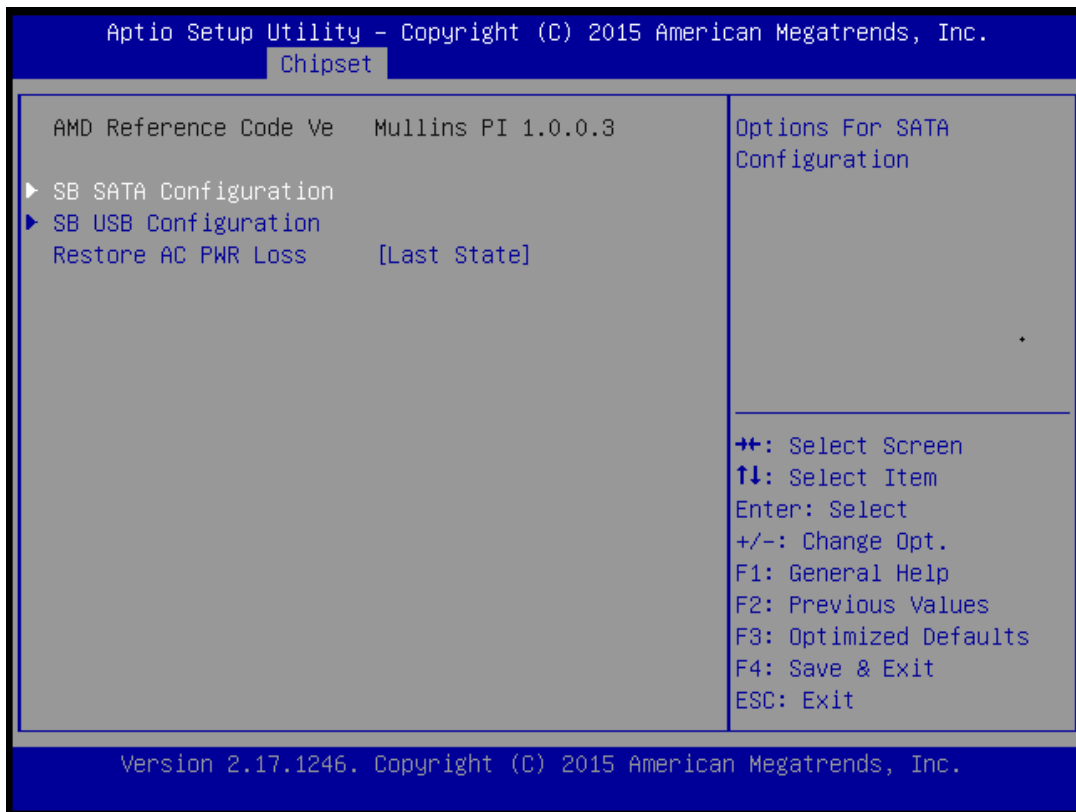 Aptio Setup Utility – Copyright (C) 2015 American Megatrends, Inc.
Chipset
AMD Reference Code Ve Mullins PI 1.0.0.3
SB SATA Configuration
SB USB Configuration
Restore AC PWR Loss [Last State]
Options For SATA
Configuration
→←: Select Screen
↑↓: Select Item
Enter: Select
+/-: Change Opt.
F1: General Help
F2: Previous Values
F3: Optimized Defaults
F4: Save & Exit
ESC: Exit
Version 2.17.1246. Copyright (C) 2015 American Megatrends, Inc.